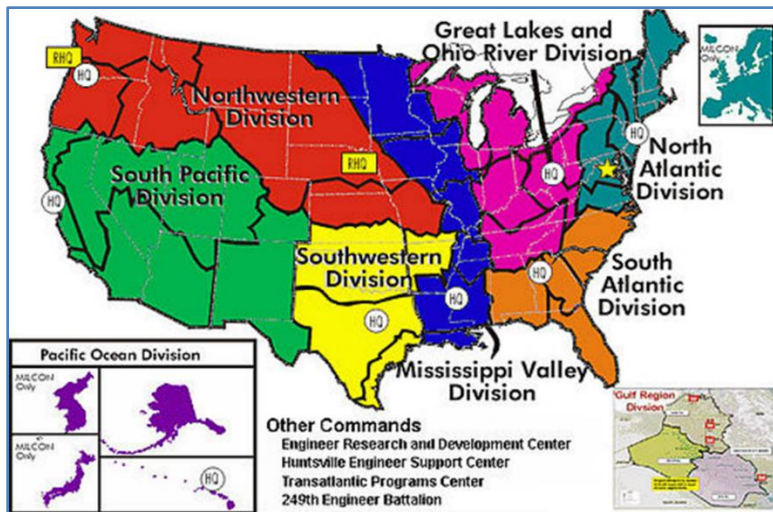 Great Lakes and
Ohio River Division
MILCON
Only
RHQ
HQ
Northwestern
Division
RHQ
HQ
HQ
North
Atlantic
Division
South Pacific
Division
HQ
Southwestern
Division
HQ
HQ
HQ
South
Atlantic
Division
Mississippi Valley
Division
Pacific Ocean Division
MILCON
Only
MILCON
Only
HQ
Other Commands
Engineer Research and Development Center
Huntsville Engineer Support Center
Transatlantic Programs Center
249th Engineer Battalion
Gulf Region
Division